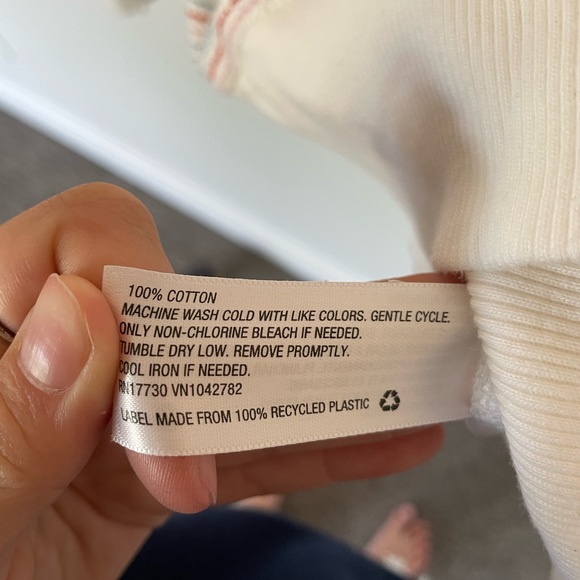 100% COTTON
MACHINE WASH COLD WITH LIKE COLORS. GENTLE CYCLE.
ONLY NON-CHLORINE BLEACH IF NEEDED.
TUMBLE DRY LOW. REMOVE PROMPTLY.
COOL IRON IF NEEDED.
RN17730 VN1042782
LABEL MADE FROM 100% RECYCLED PLASTIC